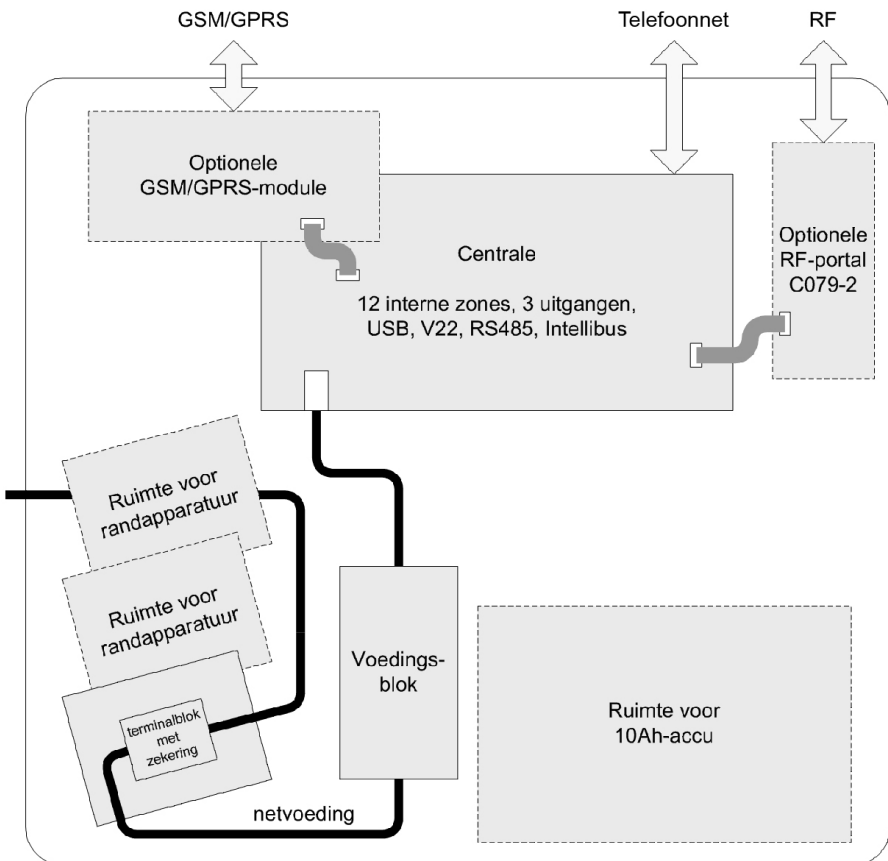 GSM/GPRS
Telefoonnet
RF
Optionele
GSM/GPRS-module
Centrale
12 interne zones, 3 uitgangen,
USB, V22, RS485, Intellibus
Optionele
RF-portal
C079-2
Ruimte voor
randapparatuur
Ruimte voor
randapparatuur
terminalblok
met
zekering
Voedings-
blok
netvoeding
Ruimte voor
10Ah-accu